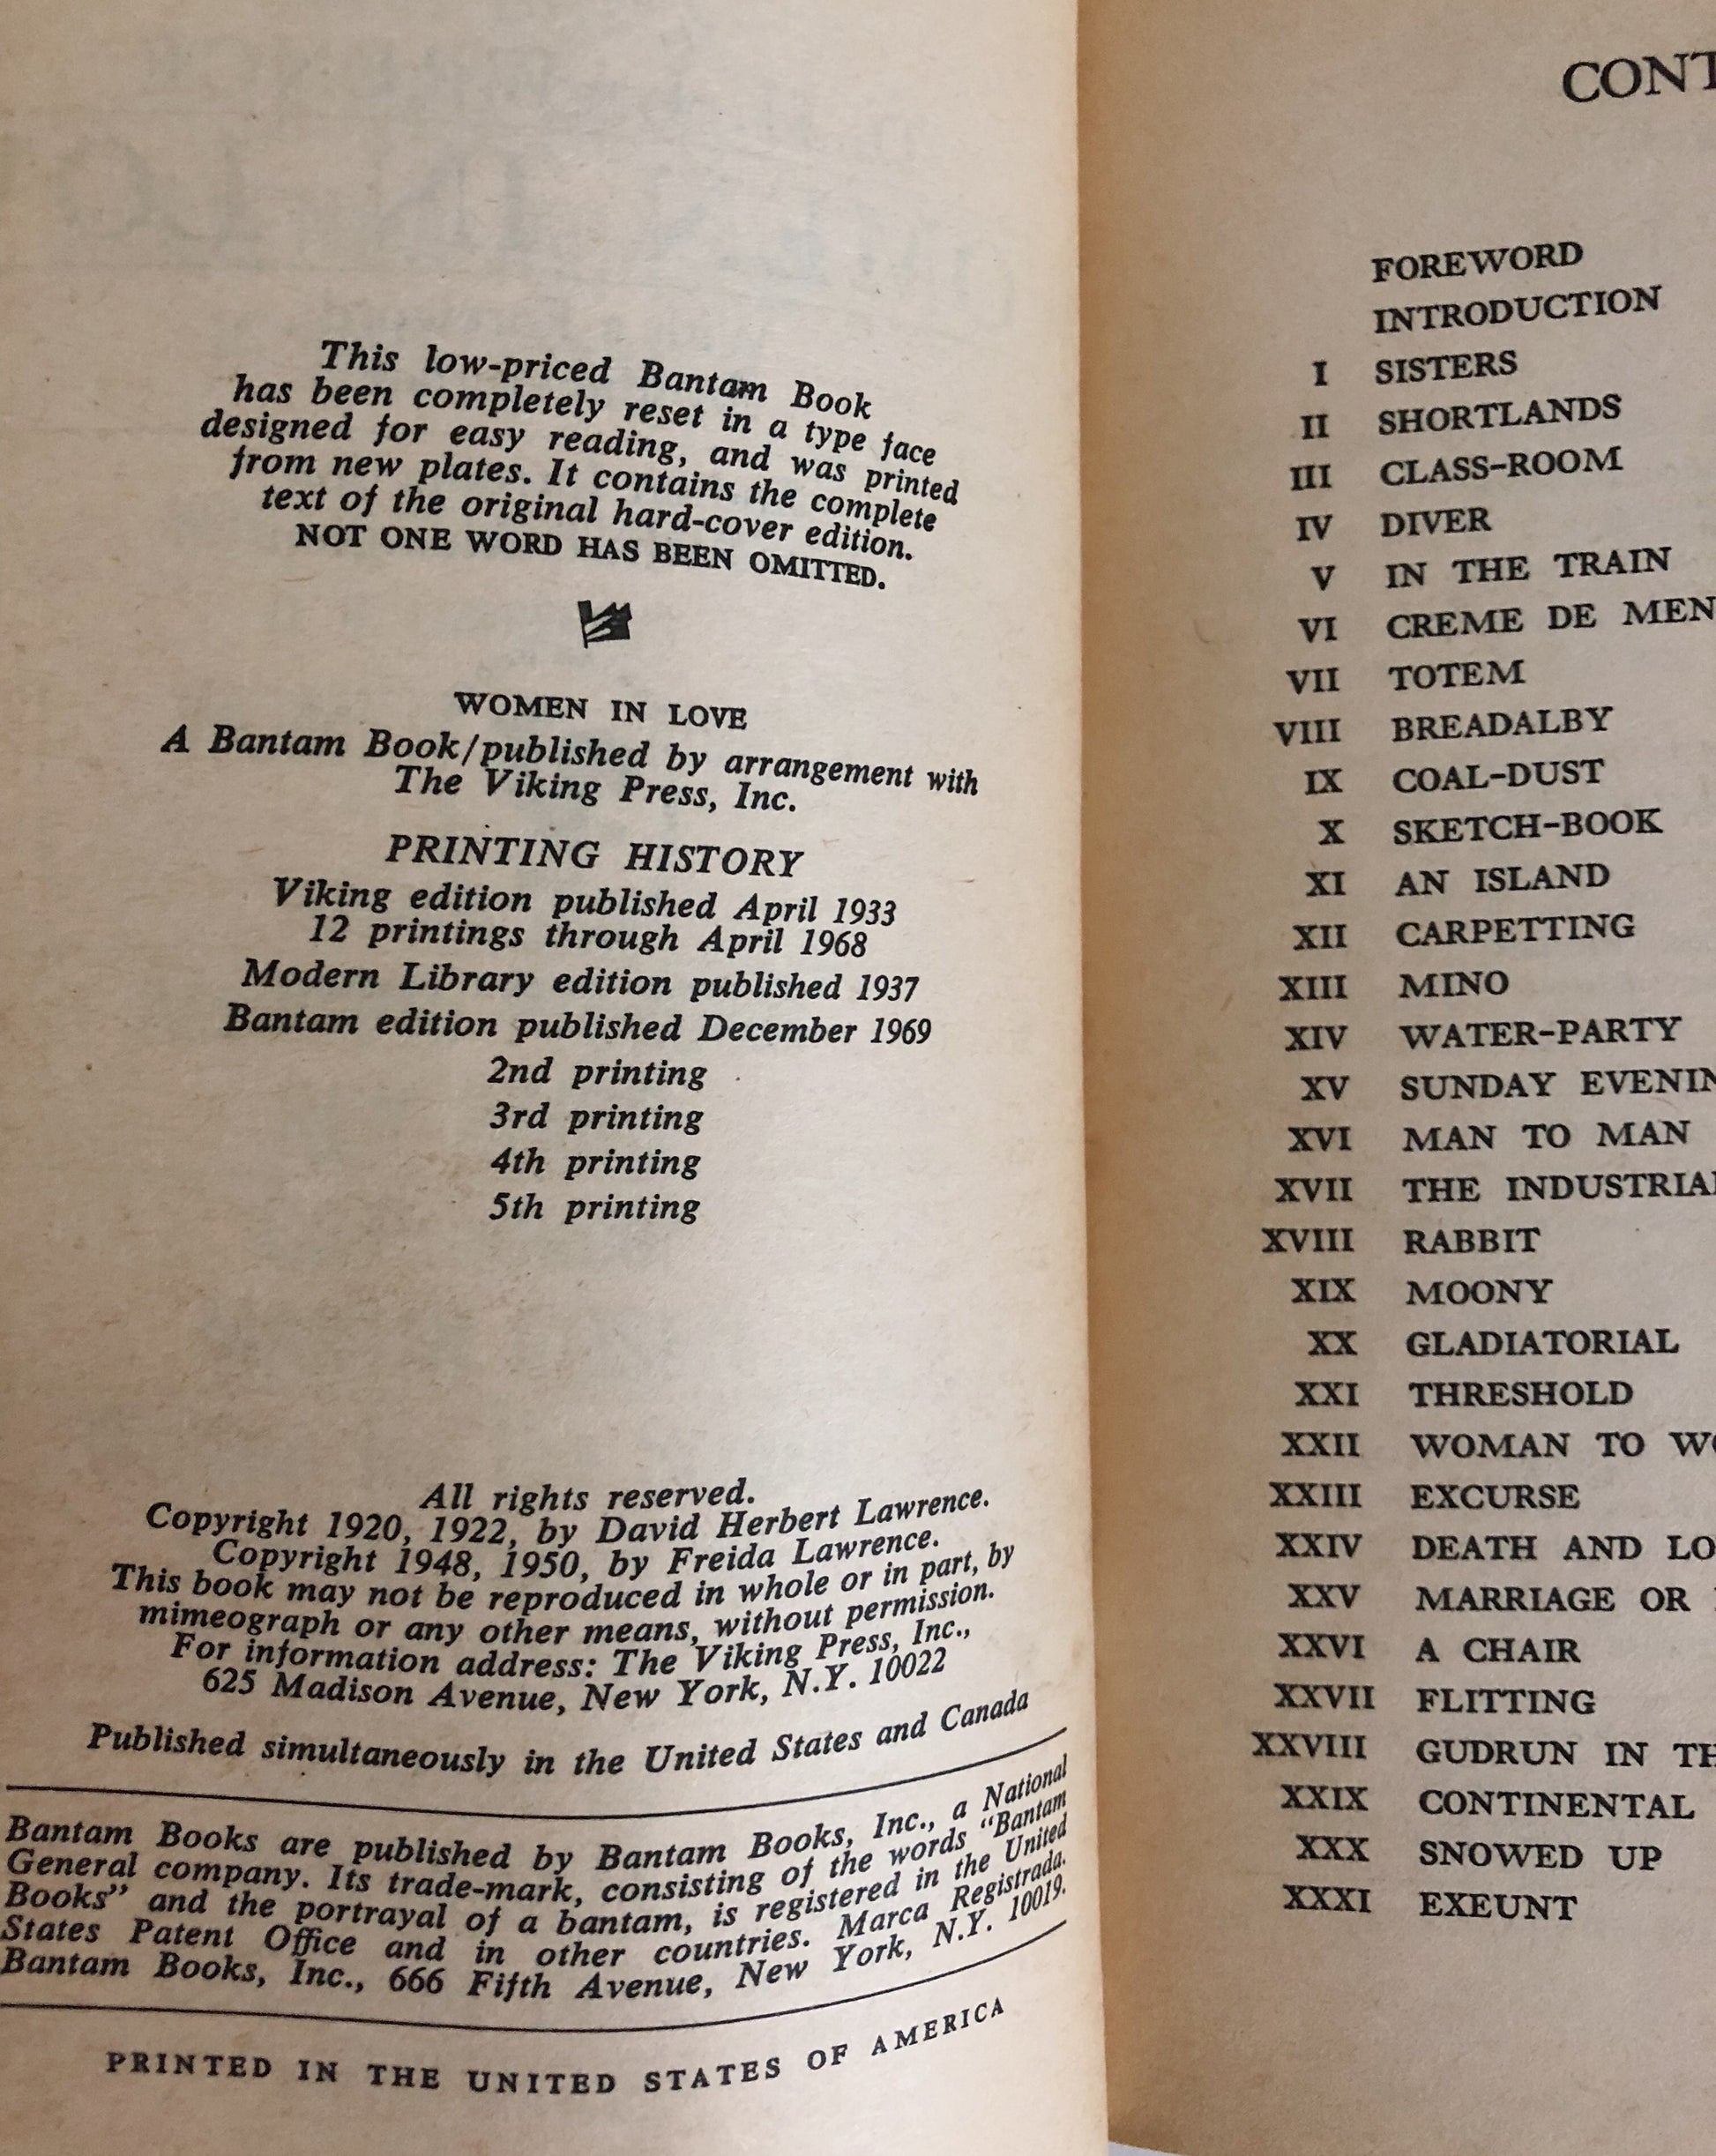 This low-priced Bantam Book
has been completely reset in a type face
designed for easy reading, and was printed
from new plates. It contains the complete
text of the original hard-cover edition.
NOT ONE WORD HAS BEEN OMITTED.
WOMEN IN LOVE
A Bantam Book/published by arrangement with
The Viking Press, Inc.
PRINTING HISTORY
Viking edition published April 1933
12 printings through April 1968
Modern Library edition published 1937
Bantam edition published December 1969
2nd printing
3rd printing
4th printing
5th printing
All rights reserved.
Copyright 1920, 1922, by David Herbert Lawrence.
Copyright 1948, 1950, by Freida Lawrence.
This book may not be reproduced in whole or in part, by
mimeograph or any other means, without permission.
For information address: The Viking Press, Inc.,
625 Madison Avenue, New York, N.Y. 10022
Published simultaneously in the United States and Canada
Bantam Books are published by Bantam Books, Inc., a National
General company. Its trade-mark, consisting of the words "Bantam
Books" and the portrayal of a bantam, is registered in the United
States Patent Office and in other countries. Marca Registrada.
Bantam Books, Inc., 666 Fifth Avenue, New York, N.Y. 10019.
PRINTED IN THE UNITED STATES OF AMERICA
CONT
FOREWORD
INTRODUCTION
I SISTERS
II SHORTLANDS
III CLASS-ROOM
IV DIVER
V IN THE TRAIN
VI CREME DE MEN
VII TOTEM
VIII BREADALBY
IX COAL-DUST
X SKETCH-BOOK
XI AN ISLAND
XII CARPETTING
XIII MINO
XIV WATER-PARTY
XV SUNDAY EVENIN
XVI MAN TO MAN
XVII THE INDUSTRIA
XVIII RABBIT
XIX MOONY
XX GLADIATORIAL
XXI THRESHOLD
XXII WOMAN TO WO
XXIII EXCURSE
XXIV DEATH AND LO
XXV MARRIAGE OR
XXVI A CHAIR
XXVII FLITTING
XXVIII GUDRUN IN TH
XXIX CONTINENTAL
XXX SNOWED UP
XXXI EXEUNT